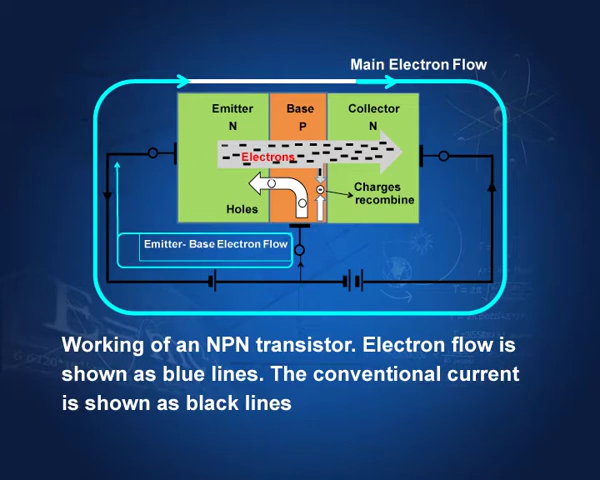 Main Electron Flow
Emitter Base Collector
N P N
Electrons
Charges
recombine
Holes
Emitter- Base Electron Flow
Working of an NPN transistor. Electron flow is
shown as blue lines. The conventional current
is shown as black lines